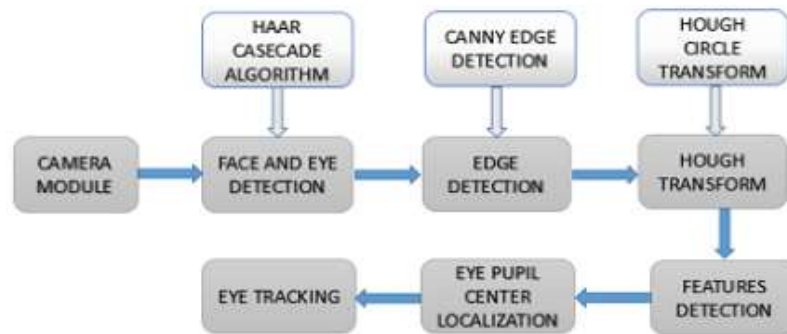 HAAR
CASECADE
ALGORITHM
CANNY EDGE
DETECTION
HOUGH
CIRCLE
TRANSFORM
CAMERA
MODULE
FACE AND EYE
DETECTION
EDGE
DETECTION
HOUGH
TRANSFORM
EYE TRACKING
EYE PUPIL
CENTER
LOCALIZATION
FEATURES
DETECTION